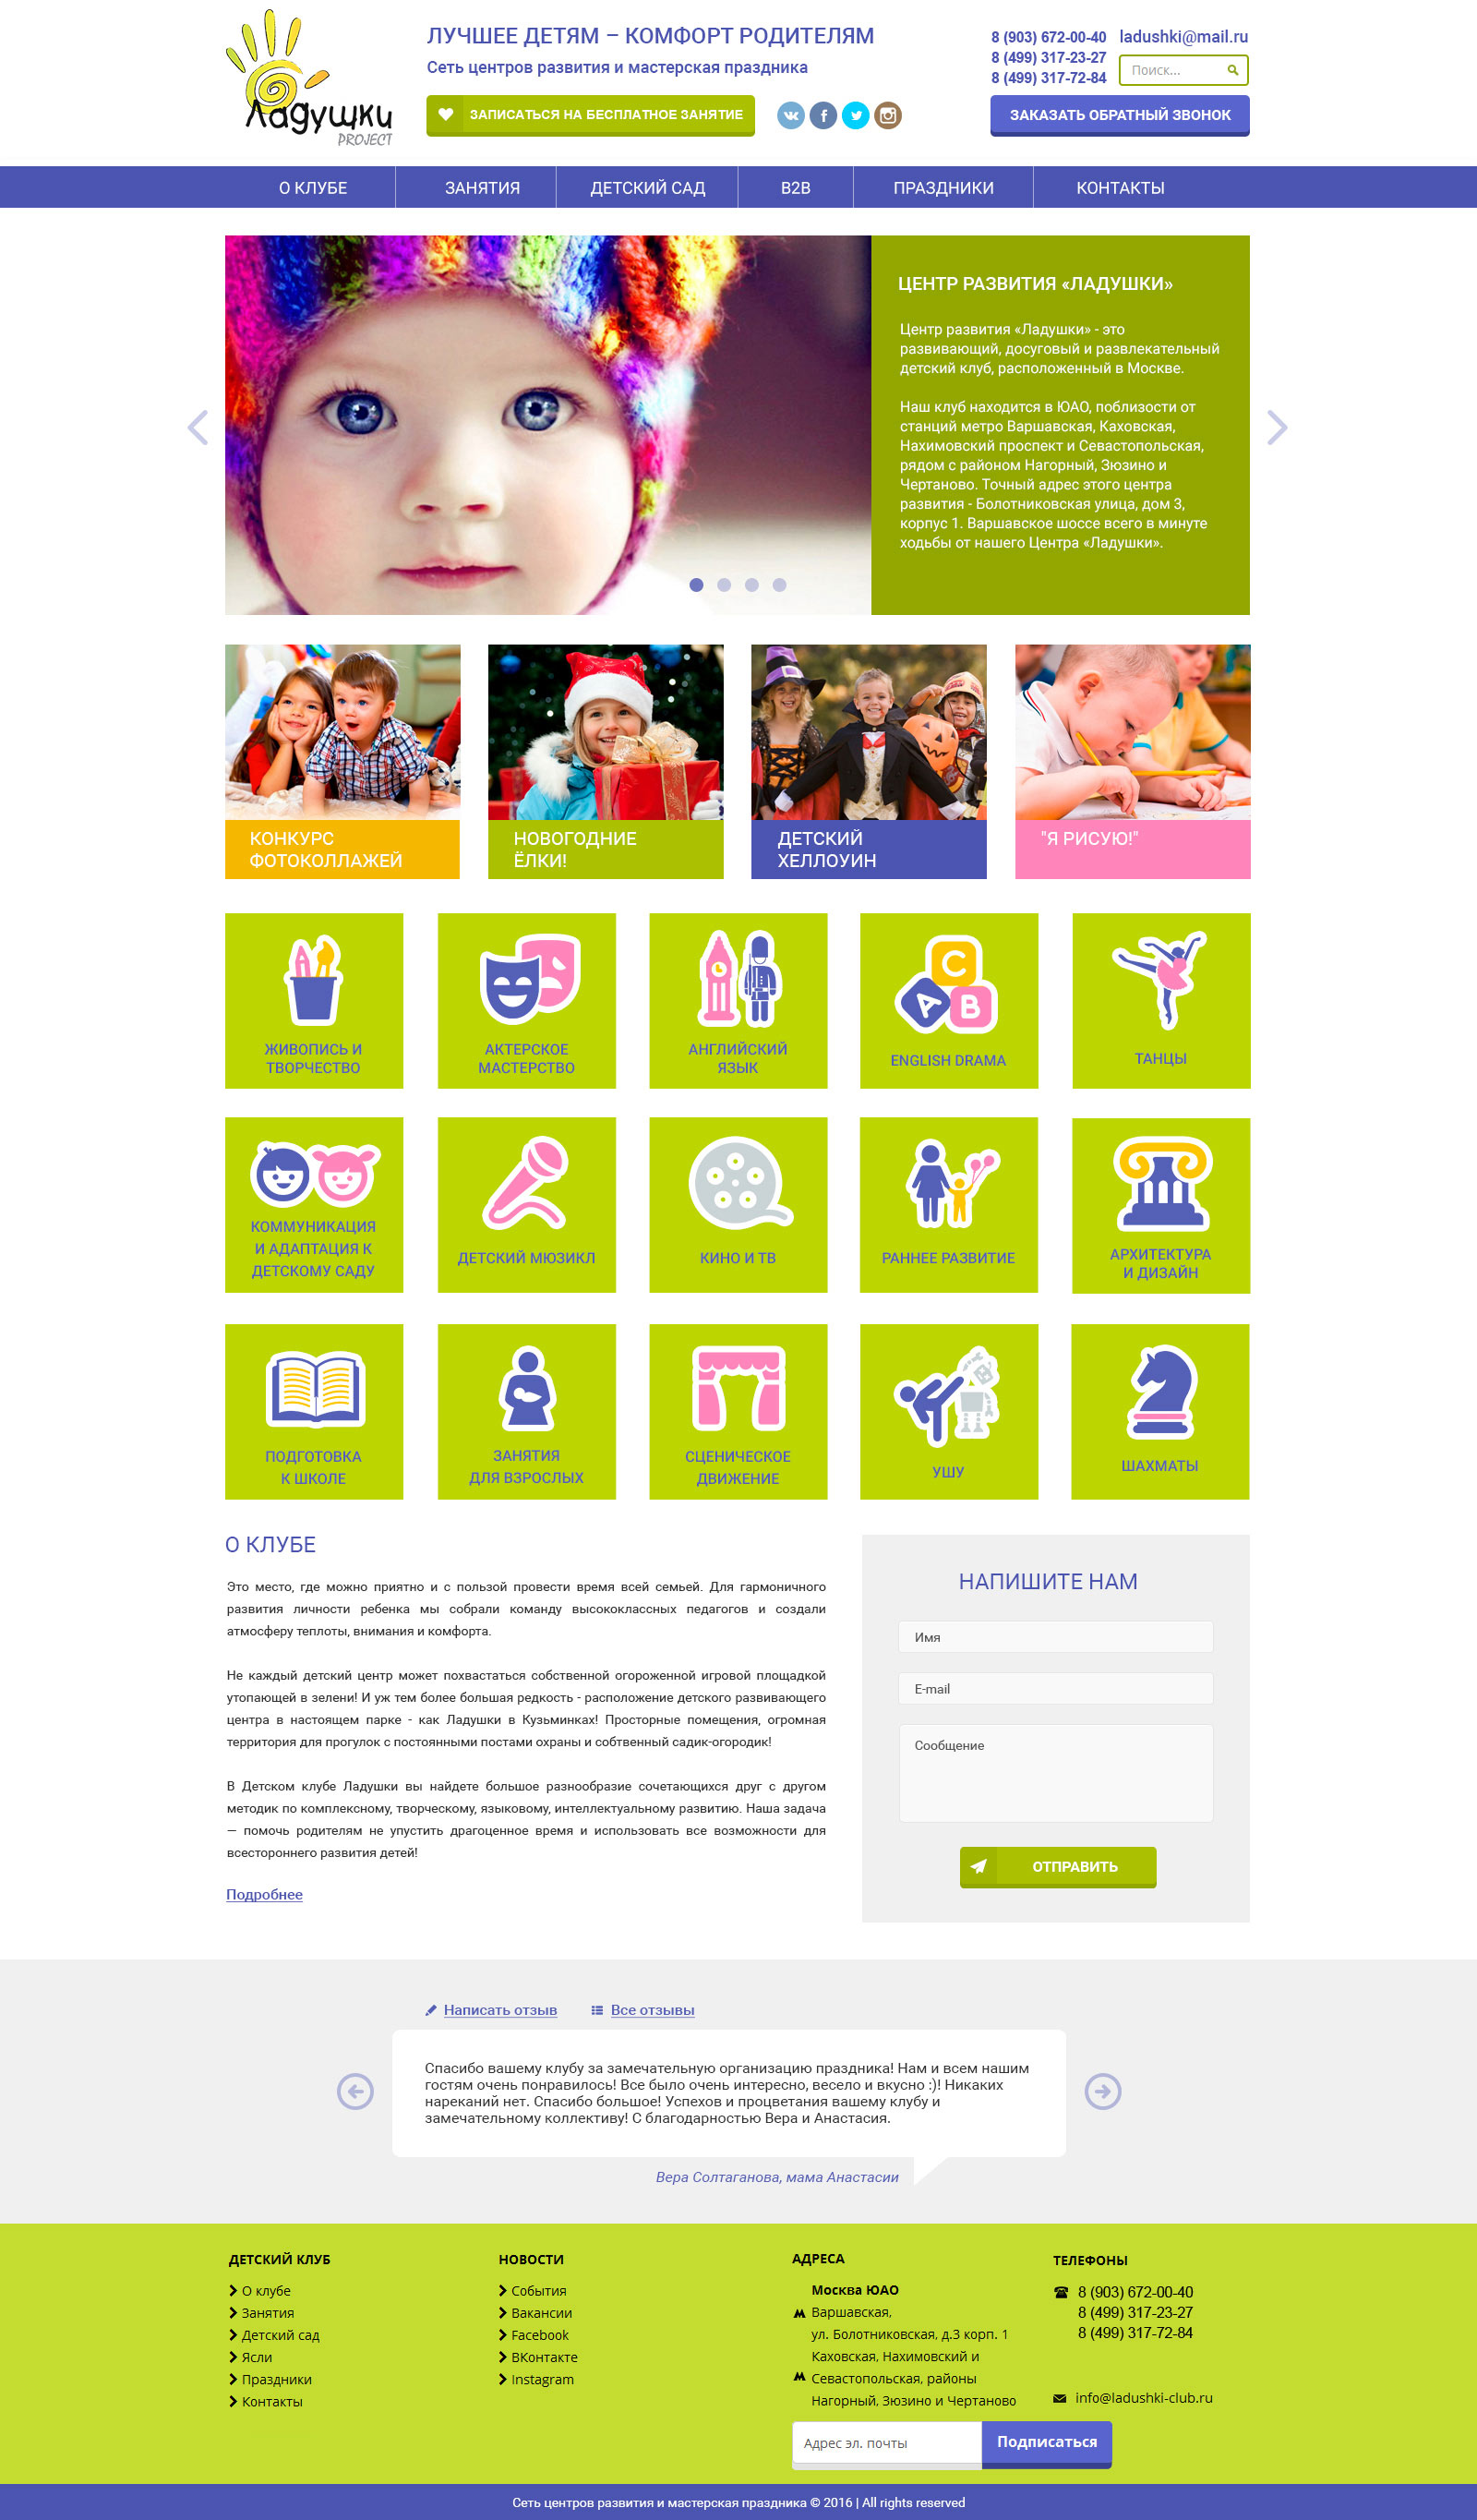 Ладушки
PROJECT
ЛУЧШЕЕ ДЕТЯМ – КОМФОРТ РОДИТЕЛЯМ
Сеть центров развития и мастерская праздника
ЗАПИСАТЬСЯ НА БЕСПЛАТНОЕ ЗАНЯТИЕ
8 (903) 672-00-40
8 (499) 317-23-27
8 (499) 317-72-84
ladushki@mail.ru
Поиск...
ЗАКАЗАТЬ ОБРАТНЫЙ ЗВОНОК
О КЛУБЕ
ЗАНЯТИЯ
ДЕТСКИЙ САД
B2B
ПРАЗДНИКИ
КОНТАКТЫ
ЦЕНТР РАЗВИТИЯ «ЛАДУШКИ»
Центр развития «Ладушки» - это
развивающий, досуговый и развлекательный
детский клуб, расположенный в Москве.
Наш клуб находится в ЮАО, поблизости от
станций метро Варшавская, Каховская,
Нахимовский проспект и Севастопольская,
рядом с районом Нагорный, Зюзино и
Чертаново. Точный адрес этого центра
развития - Болотниковская улица, дом 3,
корпус 1. Варшавское шоссе всего в минуте
ходьбы от нашего Центра «Ладушки».
КОНКУРС
ФОТОКОЛЛАЖЕЙ
НОВОГОДНИЕ
ЁЛКИ!
ДЕТСКИЙ
ХЕЛЛОУИН
"Я РИСУЮ!"
ЖИВОПИСЬ И
ТВОРЧЕСТВО
АКТЕРСКОЕ
МАСТЕРСТВО
АНГЛИЙСКИЙ
ЯЗЫК
C
A
B
ENGLISH DRAMA
ТАНЦЫ
КОММУНИКАЦИЯ
И АДАПТАЦИЯ К
ДЕТСКОМУ САДУ
ДЕТСКИЙ МЮЗИКЛ
КИНО И ТВ
РАННЕЕ РАЗВИТИЕ
АРХИТЕКТУРА
И ДИЗАЙН
ПОДГОТОВКА
К ШКОЛЕ
ЗАНЯТИЯ
ДЛЯ ВЗРОСЛЫХ
СЦЕНИЧЕСКОЕ
ДВИЖЕНИЕ
УШУ
ШАХМАТЫ
О КЛУБЕ
Это место, где можно приятно и с пользой провести время всей семьей. Для гармоничного
развития личности ребенка мы собрали команду высококлассных педагогов и создали
атмосферу теплоты, внимания и комфорта.
Не каждый детский центр может похвастаться собственной огороженной игровой площадкой
утопающей в зелени! И уж тем более большая редкость - расположение детского развивающего
центра в настоящем парке - как Ладушки в Кузьминках! Просторные помещения, огромная
территория для прогулок с постоянными постами охраны и собтвенный садик-огородик!
В Детском клубе Ладушки вы найдете большое разнообразие сочетающихся друг с другом
методик по комплексному, творческому, языковому, интеллектуальному развитию. Наша задача
— помочь родителям не упустить драгоценное время и использовать все возможности для
всестороннего развития детей!
Подробнее
НАПИШИТЕ НАМ
Имя
E-mail
Сообщение
ОТПРАВИТЬ
Написать отзыв
Все отзывы
Спасибо вашему клубу за замечательную организацию праздника! Нам и всем нашим
гостям очень понравилось! Все было очень интересно, весело и вкусно :)! Никаких
нареканий нет. Спасибо большое! Успехов и процветания вашему клубу и
замечательному коллективу! С благодарностью Вера и Анастасия.
Вера Солтаганова, мама Анастасии
ДЕТСКИЙ КЛУБ
О клубе
Занятия
Детский сад
Ясли
Праздники
Контакты
НОВОСТИ
События
Вакансии
Facebook
ВКонтакте
Instagram
АДРЕСА
Москва ЮАО
Варшавская,
ул. Болотниковская, д.3 корп. 1
Каховская, Нахимовский и
Севастопольская, районы
Нагорный, Зюзино и Чертаново
ТЕЛЕФОНЫ
8 (903) 672-00-40
8 (499) 317-23-27
8 (499) 317-72-84
info@ladushki-club.ru
Адрес эл. почты
Подписаться
Сеть центров развития и мастерская праздника © 2016 | All rights reserved